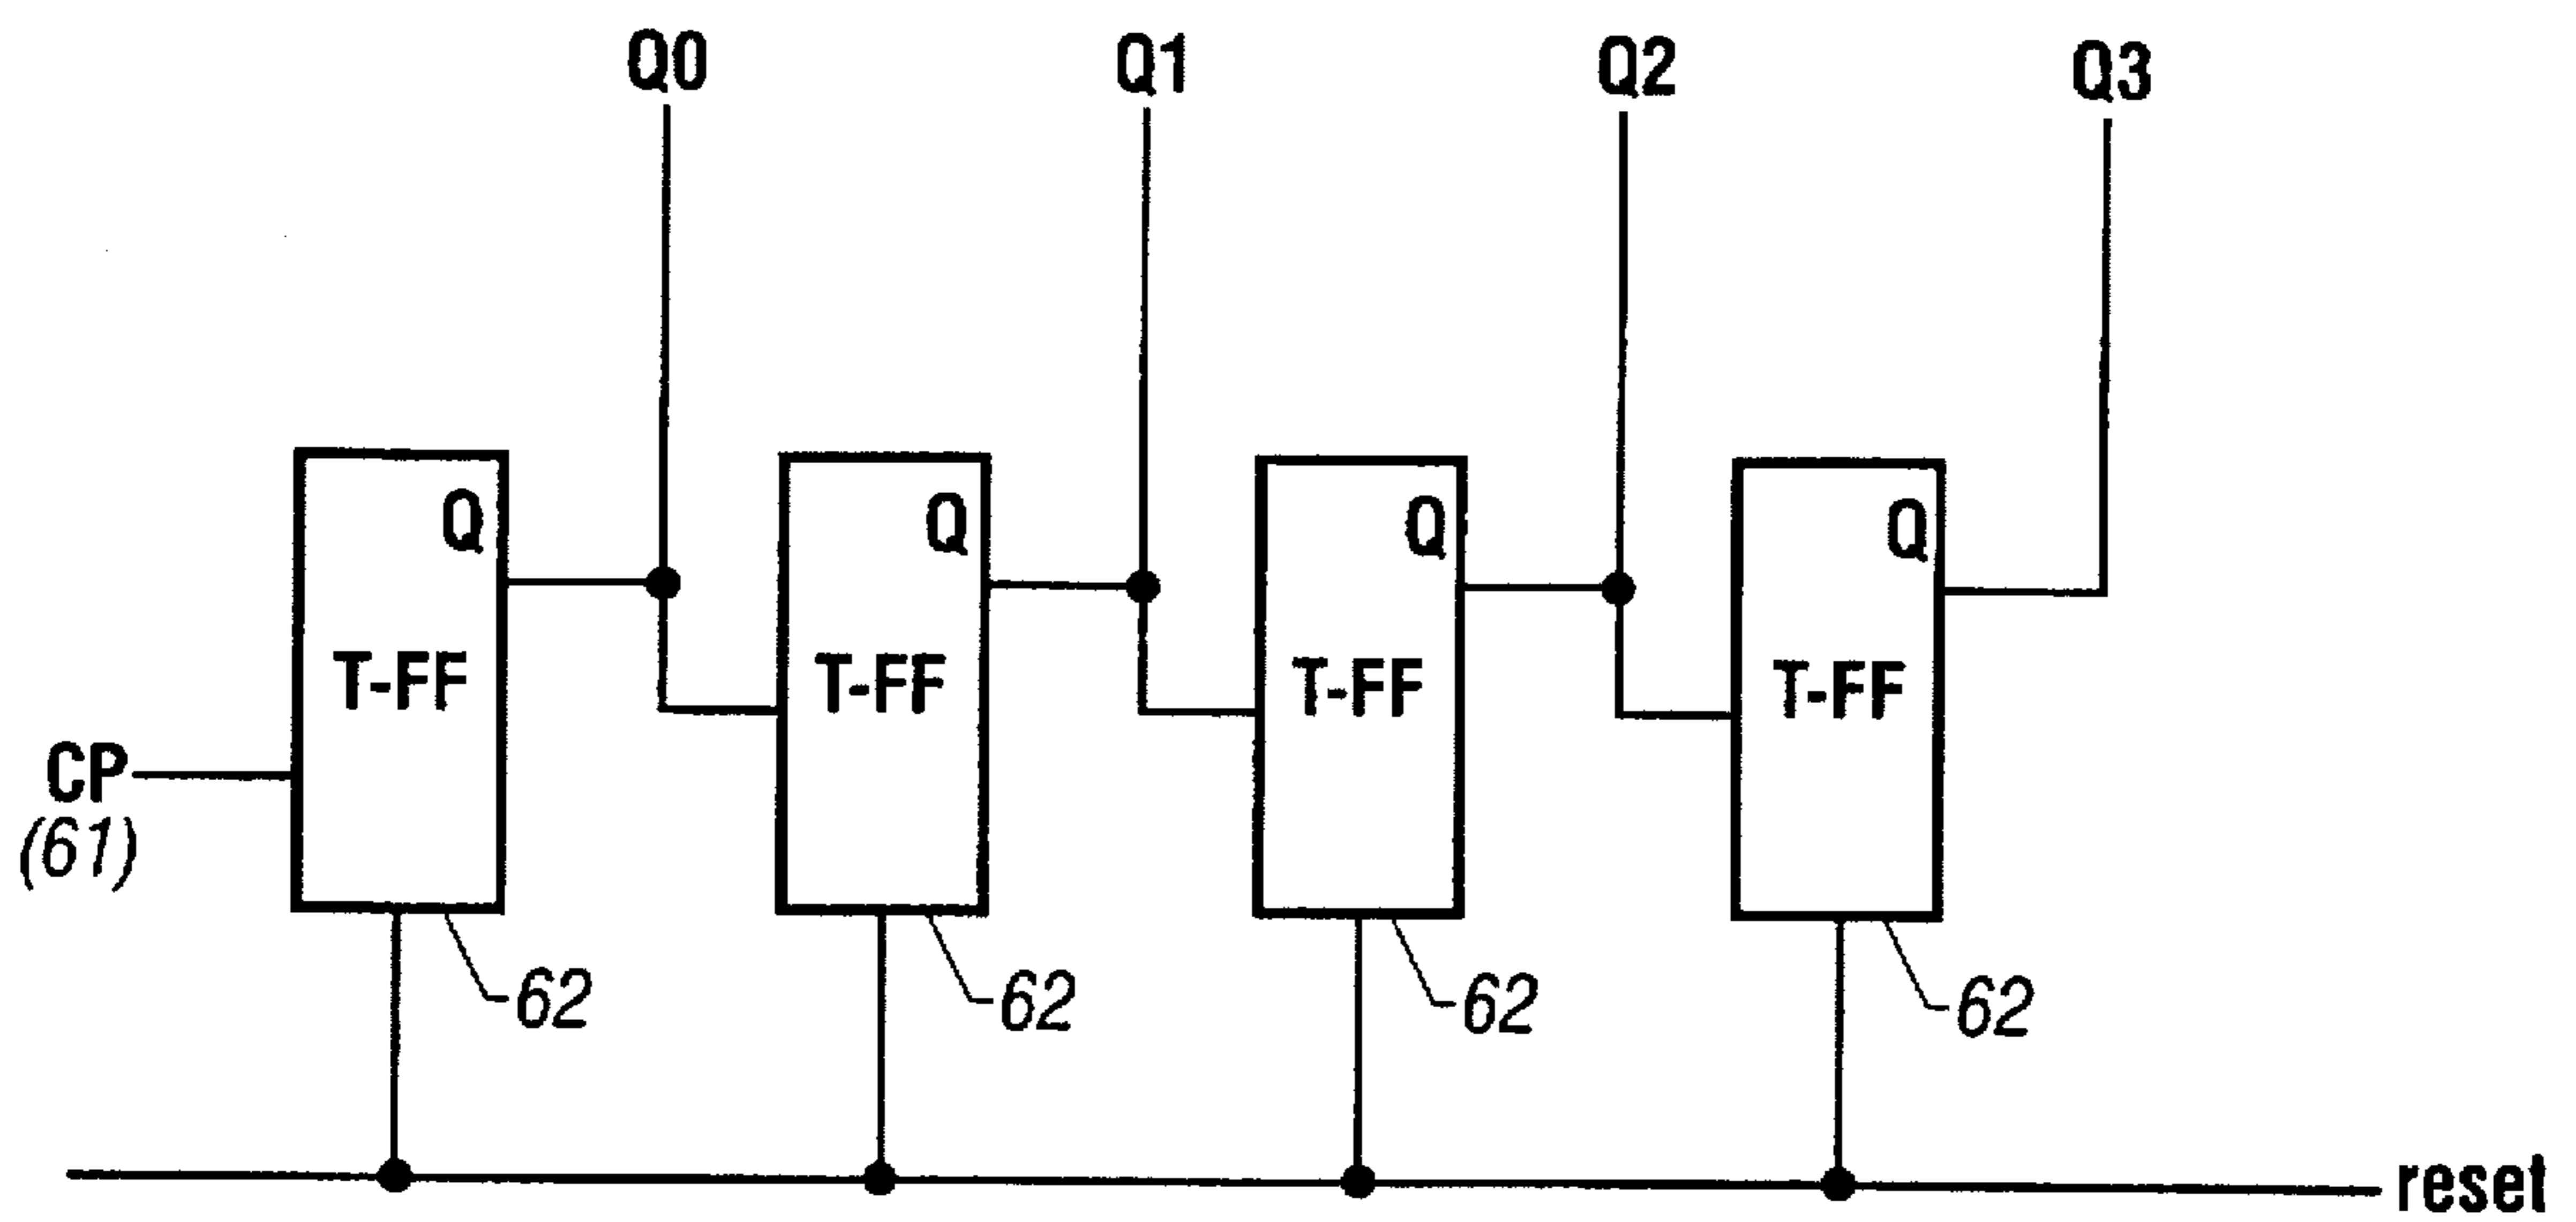 Q0 Q1 Q2 Q3
Q Q Q Q
T-FF T-FF T-FF T-FF
CP
(61)
62 62 62 62
reset